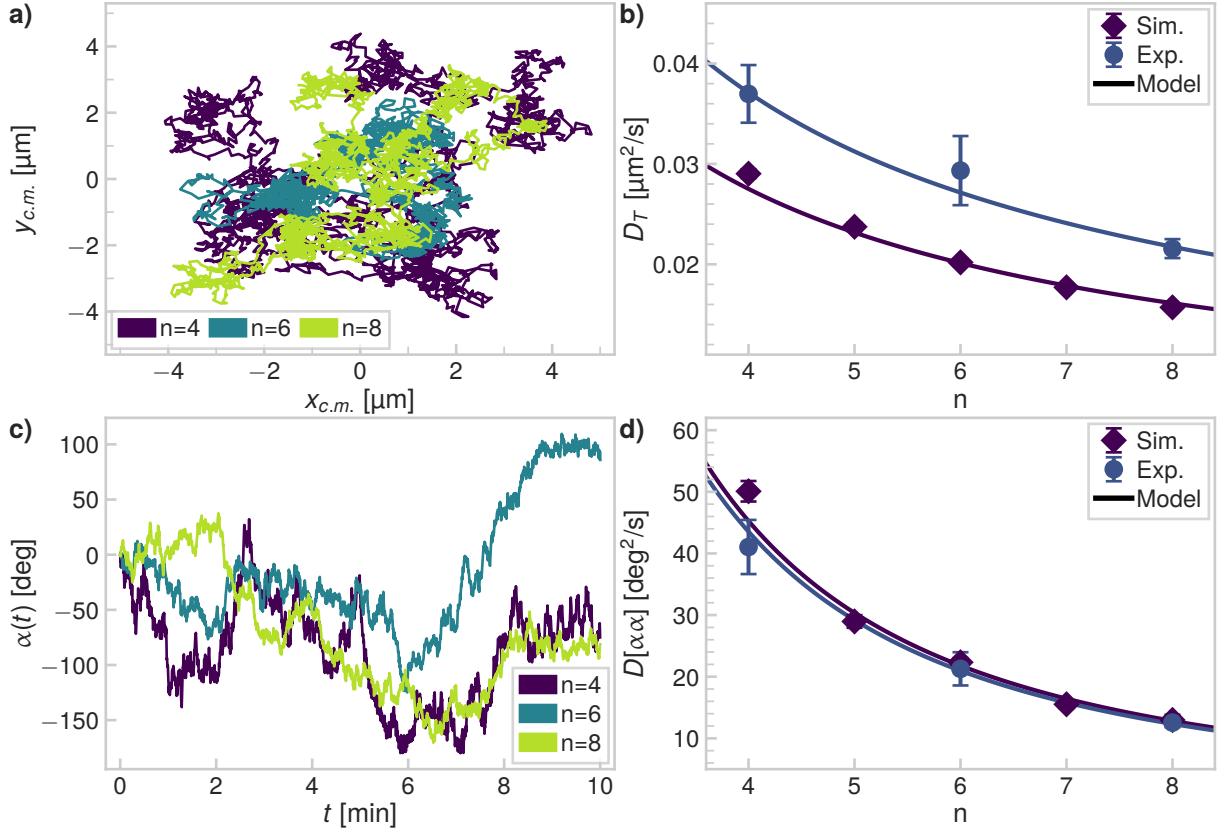 a)
4
2
0
−2
−4
y_{c.m.} [µm]
n=4 n=6 n=8
−4 −2 0 2 4
x_{c.m.} [µm]
b)
Sim.
Exp.
Model
0.04
0.03
0.02
D_T [µm²/s]
4 5 6 7 8
n
c)
100
50
0
−50
−100
−150
α(t) [deg]
n=4
n=6
n=8
0 2 4 6 8 10
t [min]
d)
Sim.
Exp.
Model
60
50
40
30
20
10
D[αα] [deg²/s]
4 5 6 7 8
n